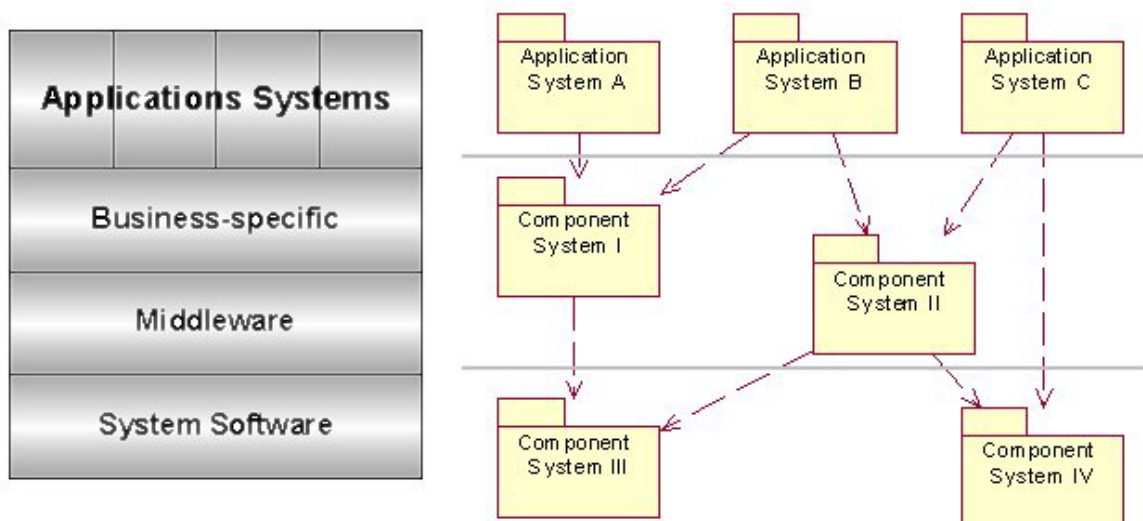 Applications Systems
Business-specific
Middleware
System Software
Application
System A
Application
System B
Application
System C
Component
System I
Component
System II
Component
System III
Component
System IV